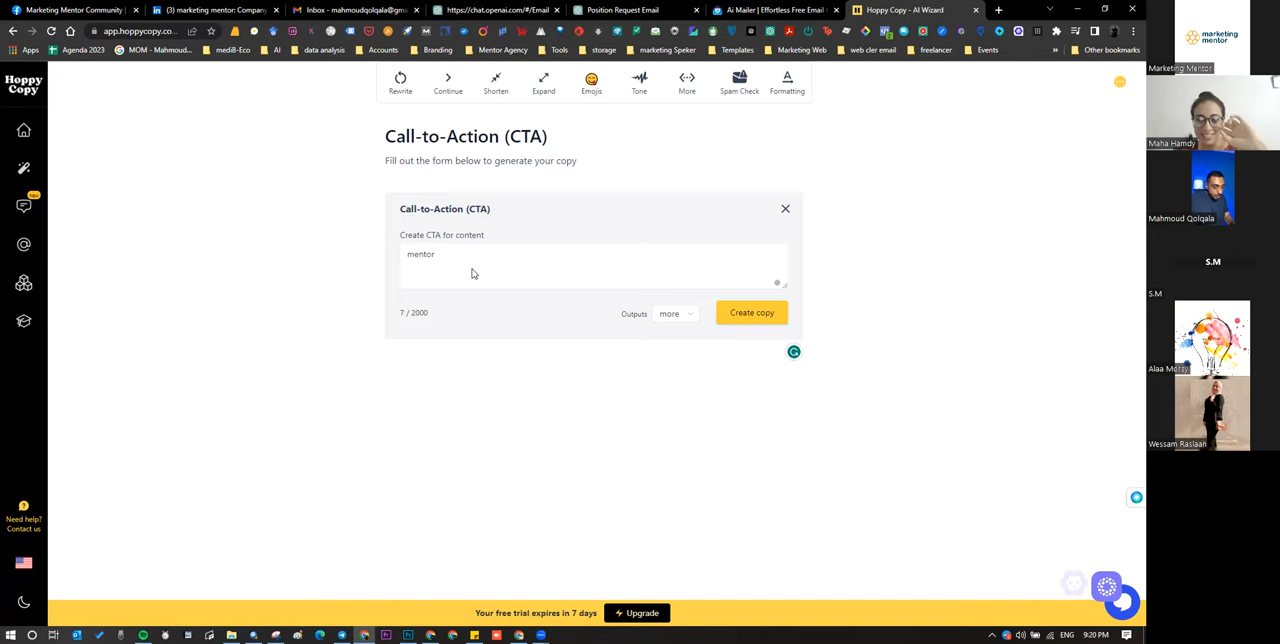 Marketing Mentor Community |
(3) marketing mentor: Company
Inbox - mahmoudqolqala@gm
https://chat.openai.com/#/Email
Position Request Email
Ai Mailer | Effortless Free Email
Hoppy Copy - AI Wizard
app.hoppycopy.co...
Apps
Agenda 2023
MOM - Mahmoud...
mediB-Eco
AI
data analysis
Accounts
Branding
Mentor Agency
Tools
storage
marketing Speker
Templates
Marketing Web
web cler email
freelancer
Events
»
Other bookmarks
Hoppy
Copy
new
Need help?
Contact us
Rewrite
Continue
Shorten
Expand
Emojis
Tone
More
Spam Check
Formatting
Call-to-Action (CTA)
Fill out the form below to generate your copy
Call-to-Action (CTA)
Create CTA for content
mentor
7 / 2000
Outputs
more
Create copy
Your free trial expires in 7 days
Upgrade
ENG
9:20 PM
marketing
mentor
Marketing Mentor
Maha Hamdy
Mahmoud Qolqala
S.M
S.M
Alaa Morsy
Wessam Raslaan